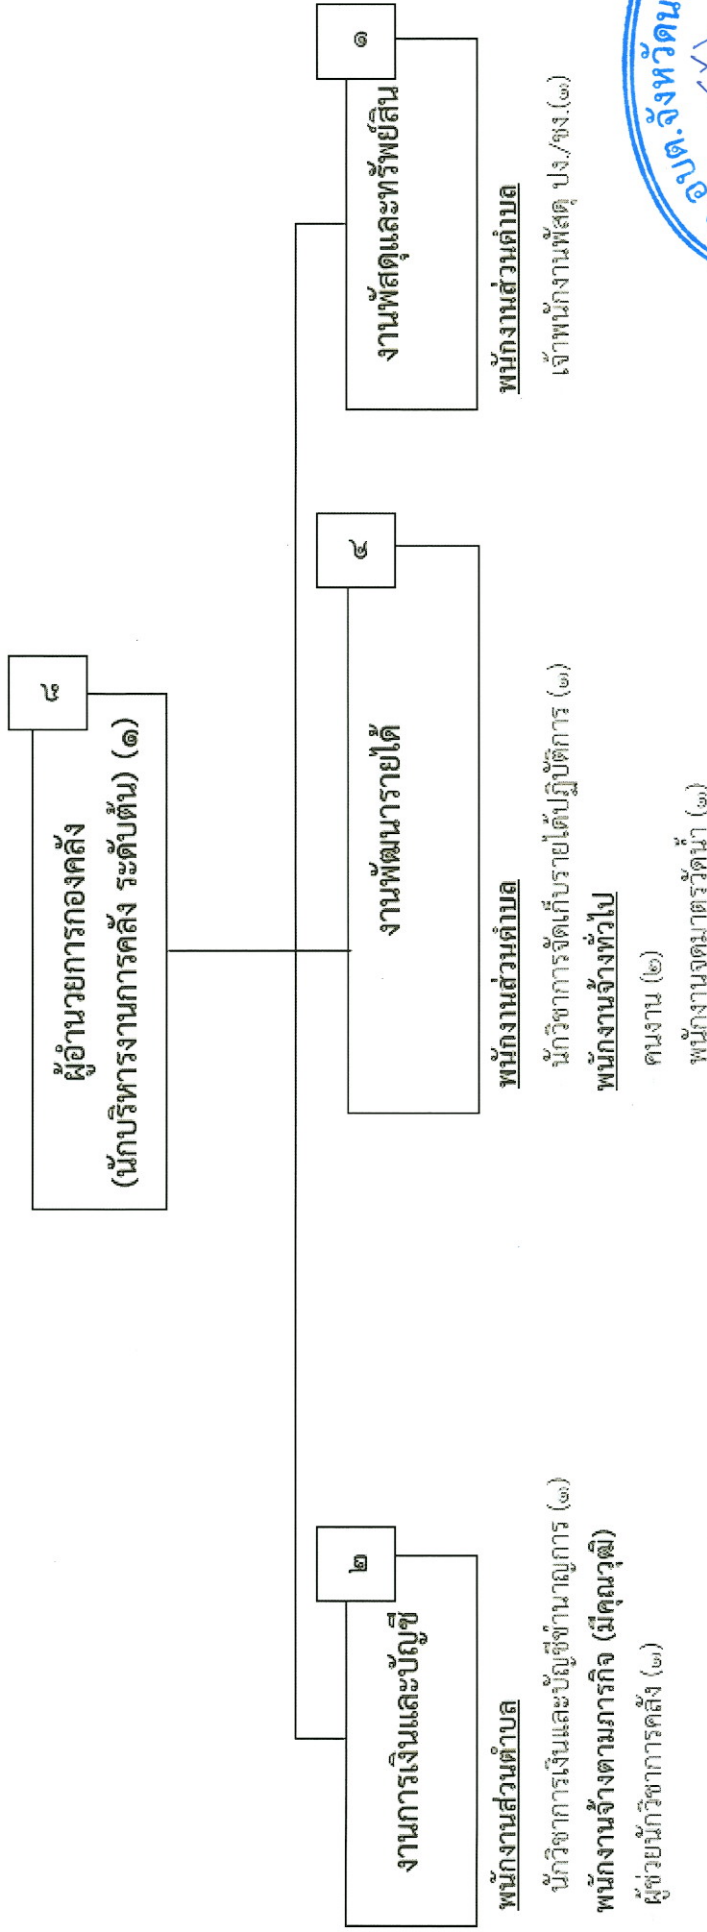 ๘
ผู้อำนวยการกองคลัง
(นักบริหารงานการคลัง ระดับต้น) (๑)
๒
งานการเงินและบัญชี
พนักงานส่วนตำบล
นักวิชาการเงินและบัญชีชำนาญการ (๑)
พนักงานจ้างตามภารกิจ (มีคุณวุฒิ)
ผู้ช่วยนักวิชาการคลัง (๑)
๔
งานพัฒนารายได้
พนักงานส่วนตำบล
นักวิชาการจัดเก็บรายได้ปฏิบัติการ (๑)
พนักงานจ้างทั่วไป
คนงาน (๒)
พนักงานจดมาตรวัดน้ำ (๑)
๑
งานพัสดุและทรัพย์สิน
พนักงานส่วนตำบล
เจ้าพนักงานพัสดุ ปง./ชง.(๑)
อบต.จังหวัดน